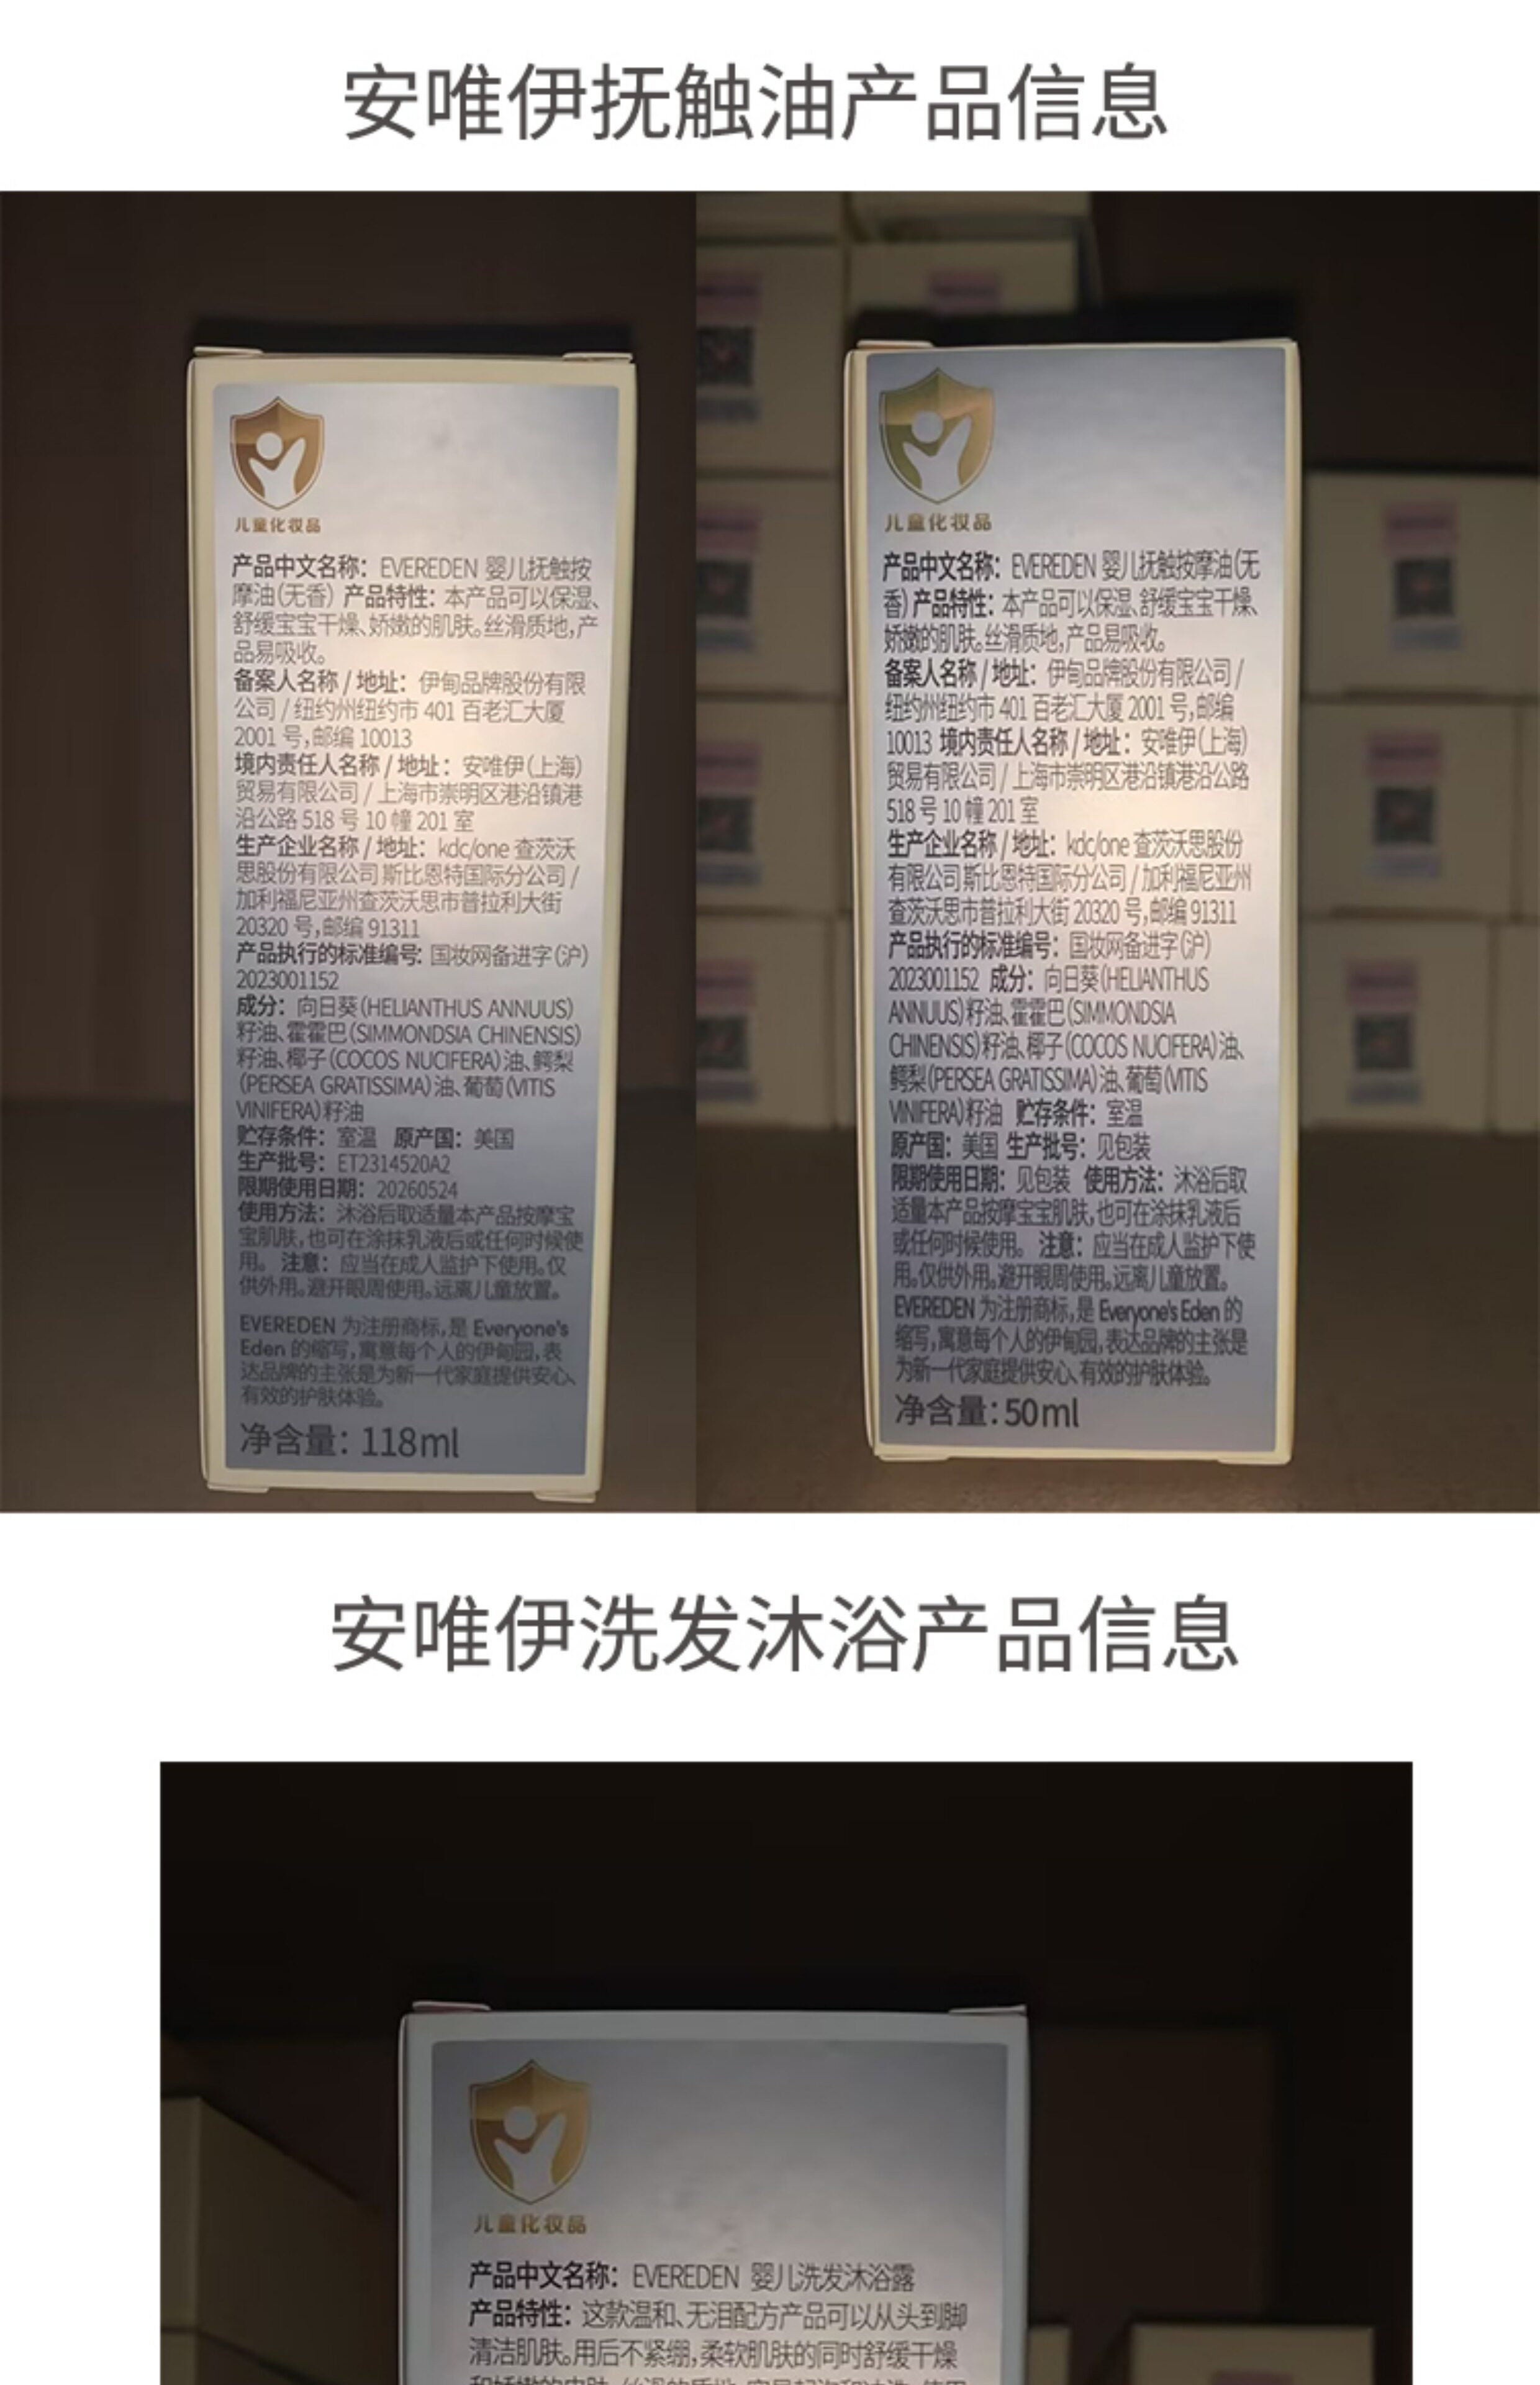 安唯伊抚触油产品信息
儿童化妆品
产品中文名称：EVEREDEN 婴儿抚触按
摩油(无香) 产品特性：本产品可以保湿、
舒缓宝宝干燥、娇嫩的肌肤。丝滑质地,产
品易吸收。
备案人名称 / 地址：伊甸品牌股份有限
公司 / 纽约州纽约市 401 百老汇大厦
2001 号,邮编 10013
境内责任人名称 / 地址：安唯伊(上海)
贸易有限公司 / 上海市崇明区港沿镇港
沿公路 518 号 10 幢 201 室
生产企业名称 / 地址：kdc/one 查茨沃
思股份有限公司 斯比恩特国际分公司 /
加利福尼亚州查茨沃思市普拉利大街
20320 号,邮编 91311
产品执行的标准编号：国妆网备进字(沪)
2023001152
成分：向日葵(HELIANTHUS ANNUUS)
籽油、霍霍巴(SIMMONDSIA CHINENSIS)
籽油、椰子(COCOS NUCIFERA)油、鳄梨
(PERSEA GRATISSIMA)油、葡萄(VITIS
VINIFERA)籽油
贮存条件：室温 原产国：美国
生产批号：ET2314520A2
限期使用日期：20260524
使用方法：沐浴后取适量本产品按摩宝
宝肌肤,也可在涂抹乳液后或任何时候使
用。 注意：应当在成人监护下使用。仅
供外用。避开眼周使用。远离儿童放置。
EVEREDEN 为注册商标,是 Everyone's
Eden 的缩写,寓意每个人的伊甸园,表
达品牌的主张是为新一代家庭提供安心、
有效的护肤体验。
净含量：118ml
儿童化妆品
产品中文名称：EVEREDEN 婴儿抚触按摩油(无
香) 产品特性：本产品可以保湿、舒缓宝宝干燥、
娇嫩的肌肤。丝滑质地,产品易吸收。
备案人名称 / 地址：伊甸品牌股份有限公司 /
纽约州纽约市 401 百老汇大厦 2001 号,邮编
10013 境内责任人名称 / 地址：安唯伊(上海)
贸易有限公司 / 上海市崇明区港沿镇港沿公路
518 号 10 幢 201 室
生产企业名称 / 地址：kdc/one 查茨沃思股份
有限公司 斯比恩特国际分公司 / 加利福尼亚州
查茨沃思市普拉利大街 20320 号,邮编 91311
产品执行的标准编号：国妆网备进字(沪)
2023001152 成分：向日葵(HELIANTHUS
ANNUUS)籽油、霍霍巴(SIMMONDSIA
CHINENSIS)籽油、椰子(COCOS NUCIFERA)油、
鳄梨(PERSEA GRATISSIMA)油、葡萄(VITIS
VINIFERA)籽油 贮存条件：室温
原产国：美国 生产批号：见包装
限期使用日期：见包装 使用方法：沐浴后取
适量本产品按摩宝宝肌肤,也可在涂抹乳液后
或任何时候使用。 注意：应当在成人监护下使
用。仅供外用。避开眼周使用。远离儿童放置。
EVEREDEN 为注册商标,是 Everyone's Eden 的
缩写,寓意每个人的伊甸园,表达品牌的主张是
为新一代家庭提供安心、有效的护肤体验。
净含量：50ml
安唯伊洗发沐浴产品信息
儿童化妆品
产品中文名称：EVEREDEN 婴儿洗发沐浴露
产品特性：这款温和、无泪配方产品可以从头到脚
清洁肌肤。用后不紧绷,柔软肌肤的同时舒缓干燥